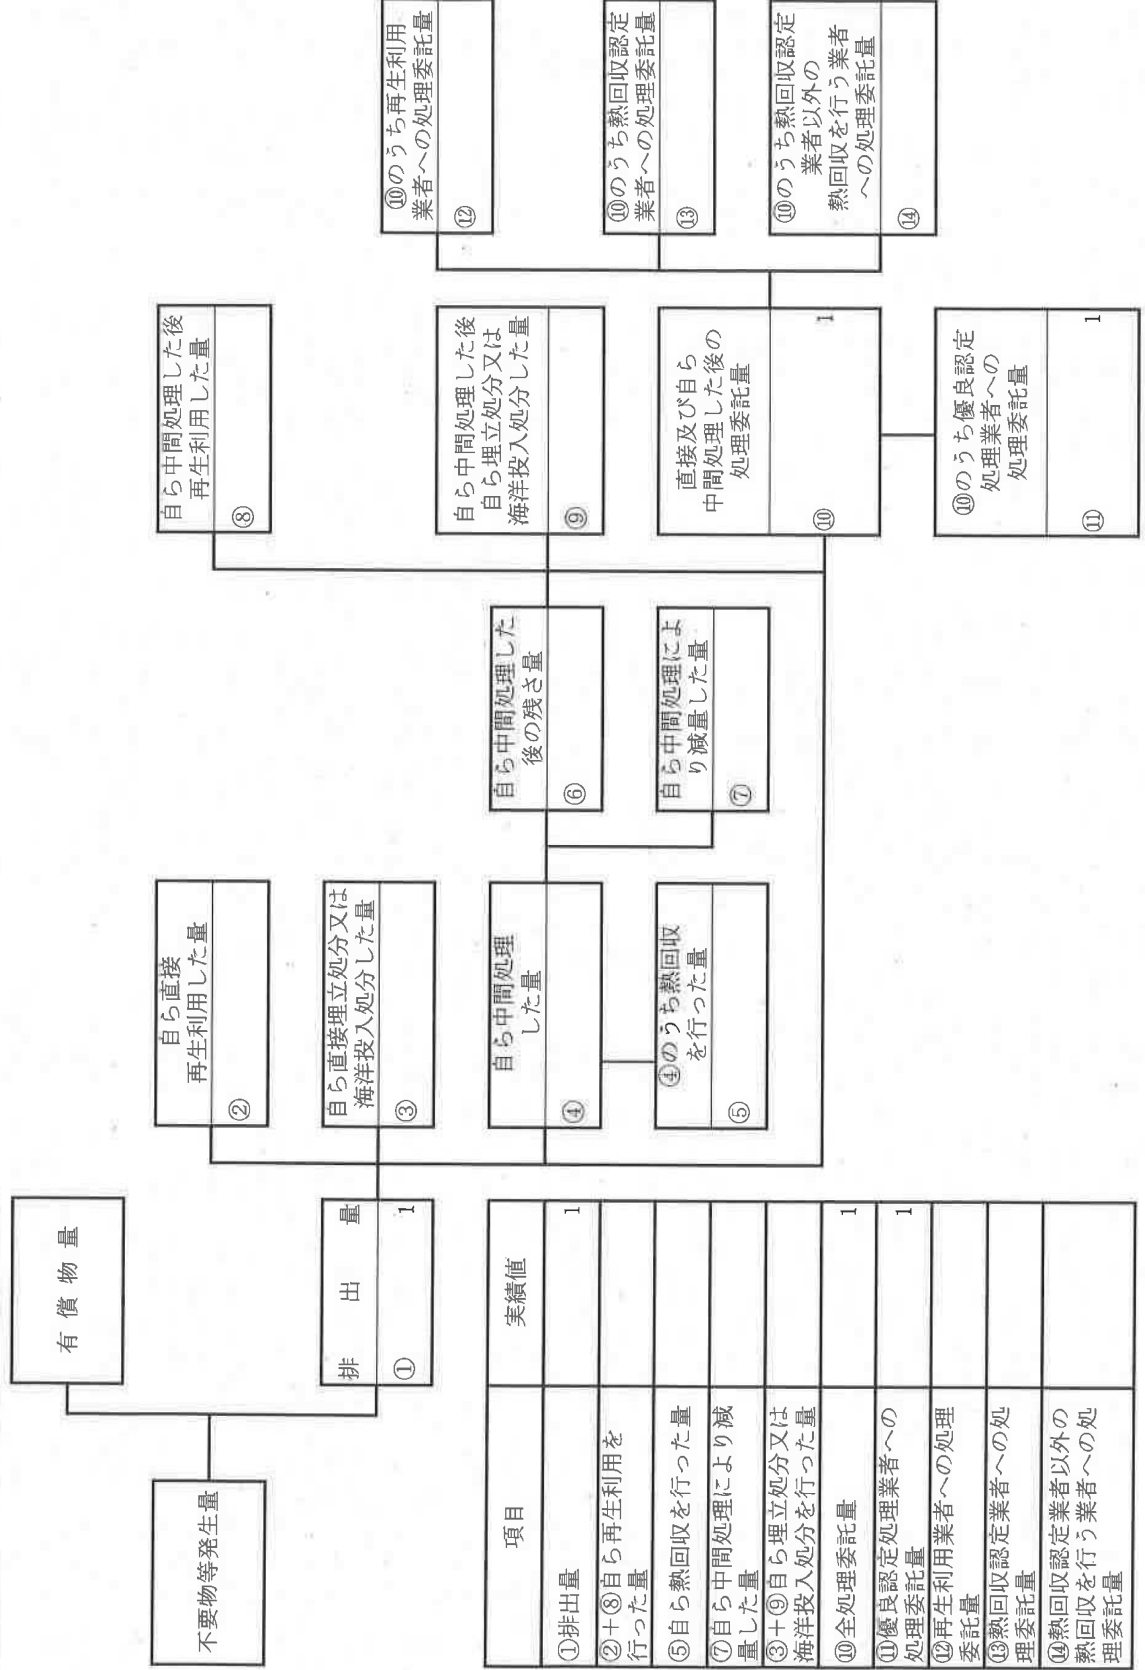 不要物等発生量
有償物量
排出量
① 1
自ら直接
再生利用した量
②
自ら直接埋立処分又は
海洋投入処分した量
③
自ら中間処理
した量
④
④のうち熱回収
を行った量
⑤
自ら中間処理した
後の残さ量
⑥
自ら中間処理によ
り減量した量
⑦
自ら中間処理した後
再生利用した量
⑧
自ら中間処理した後
自ら埋立処分又は
海洋投入処分した量
⑨
直接及び自ら
中間処理した後の
処理委託量
⑩ 1
⑩のうち優良認定
処理業者への
処理委託量
⑪ 1
⑩のうち再生利用
業者への処理委託量
⑫
⑩のうち熱回収認定
業者への処理委託量
⑬
⑩のうち熱回収認定
業者以外の
熱回収を行う業者
への処理委託量
⑭
項目 実績値
①排出量 1
②+⑧自ら再生利用を
行った量
⑤自ら熱回収を行った量
⑦自ら中間処理により減
量した量
③+⑨自ら埋立処分又は
海洋投入処分を行った量
⑩全処理委託量 1
⑪優良認定処理業者への
処理委託量 1
⑫再生利用業者への処理
委託量
⑬熱回収認定業者への処
理委託量
⑭熱回収認定業者以外の
熱回収を行う業者への処
理委託量